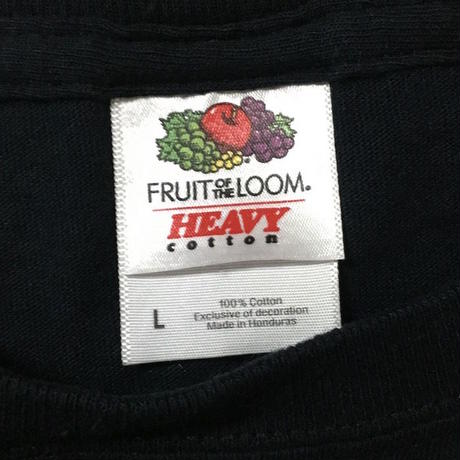 FRUIT OF THE LOOM®
HEAVY
cotton
L
100% Cotton
Exclusive of decoration
Made in Honduras